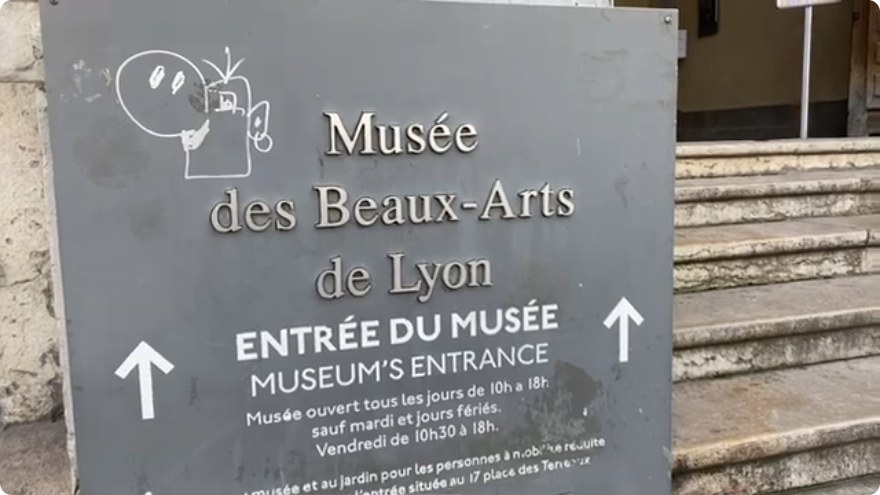 Musée
des Beaux-Arts
de Lyon
ENTRÉE DU MUSÉE
MUSEUM'S ENTRANCE
Musée ouvert tous les jours de 10h à 18h
sauf mardi et jours fériés.
Vendredi de 10h30 à 18h.
musée et au jardin pour les personnes à mobilité réduite
l'entrée située au 17 place des Terreaux